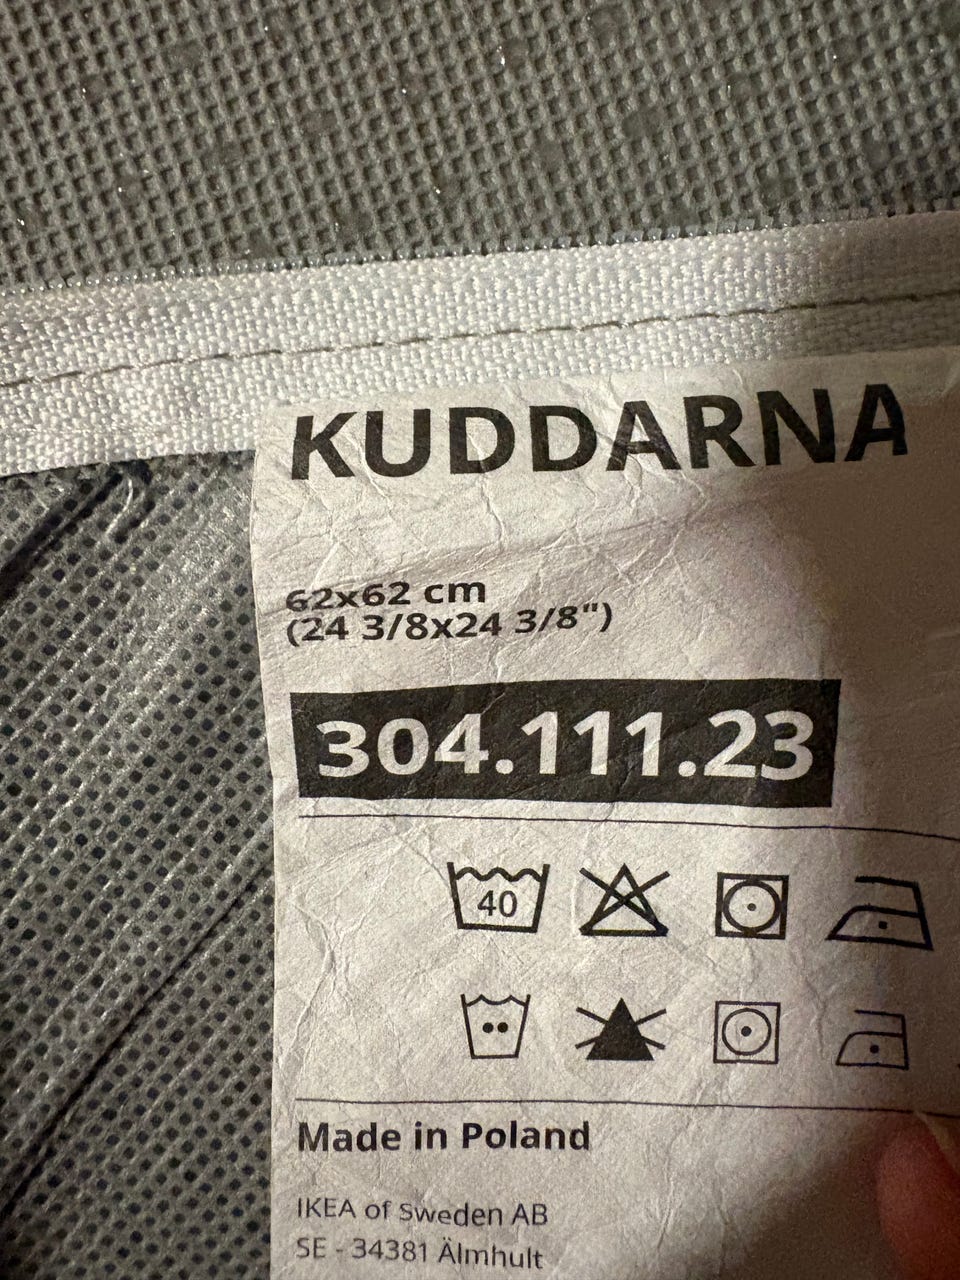 KUDDARNA
62x62 cm
(24 3/8x24 3/8")
304.111.23
40
Made in Poland
IKEA of Sweden AB
SE - 34381 Älmhult